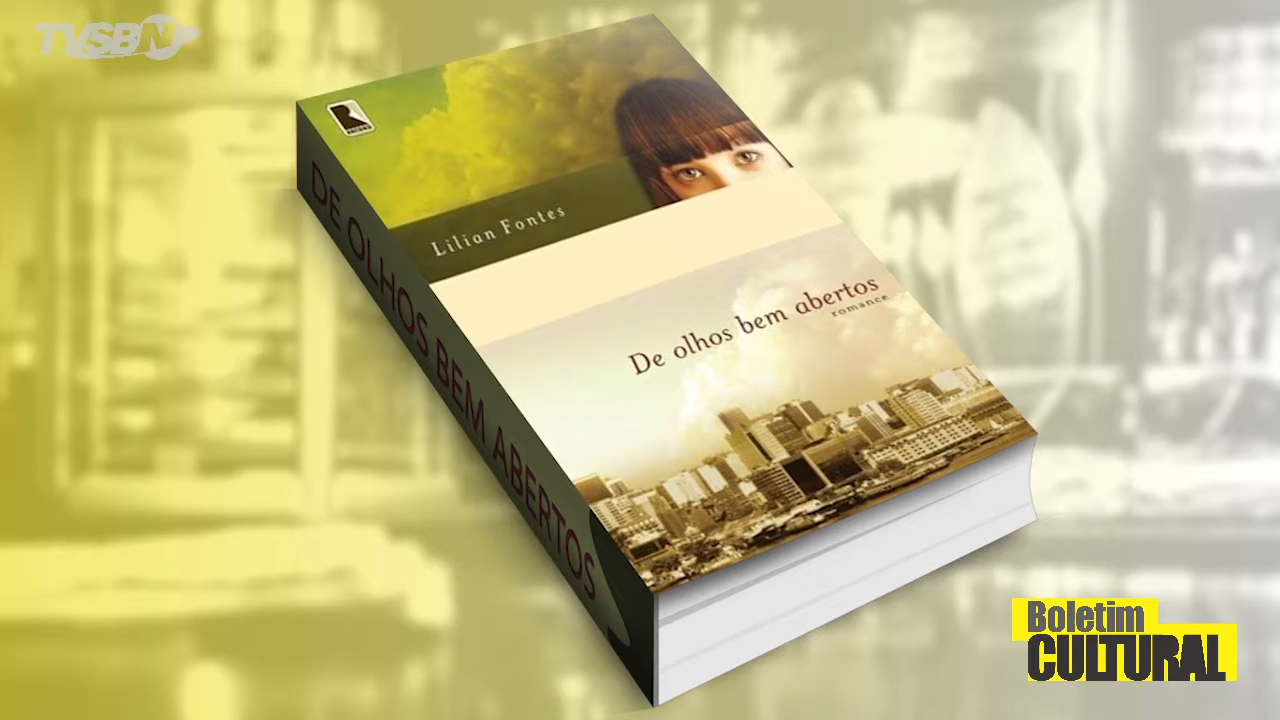 TVSBN
Lilian Fontes
De olhos bem abertos
romance
DE OLHOS BEM ABERTOS
Boletim
CULTURAL